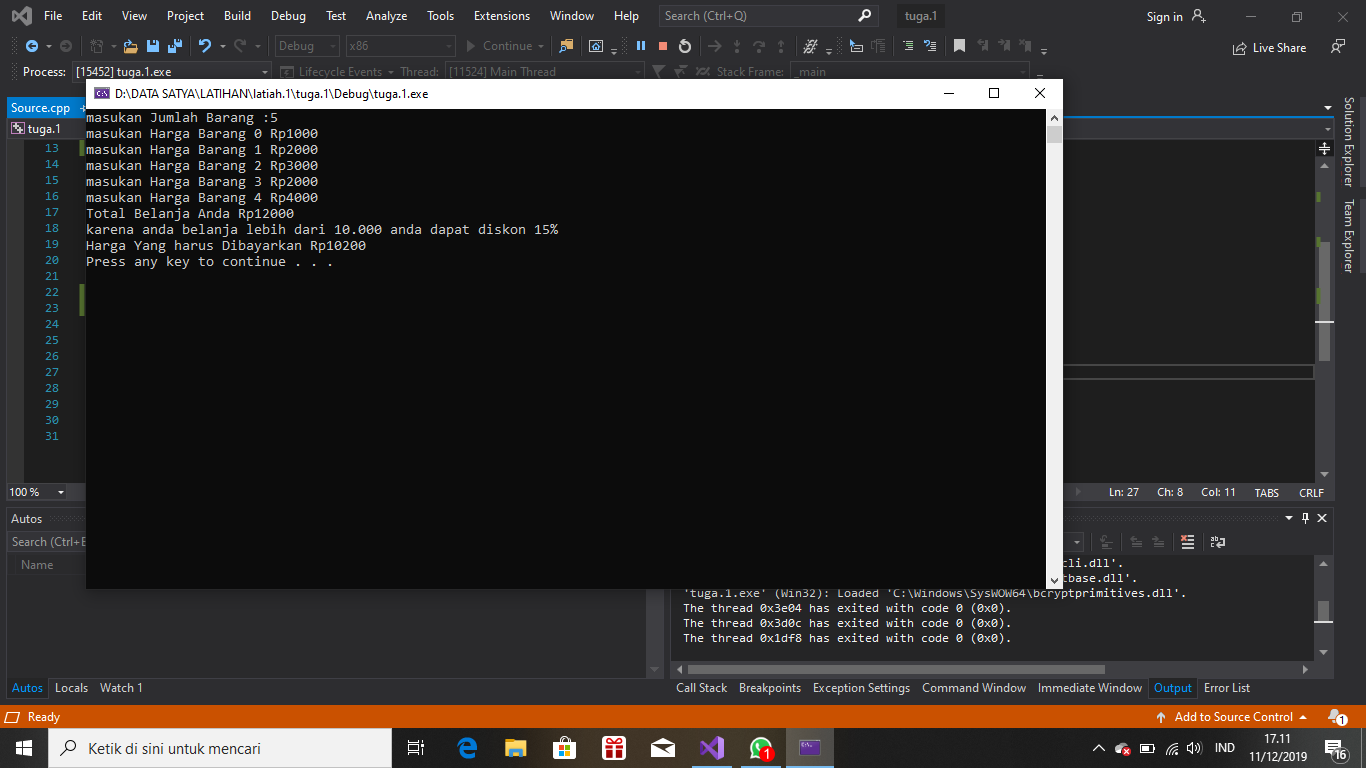 File Edit View Project Build Debug Test Analyze Tools Extensions Window Help Search (Ctrl+Q) tuga.1 Sign in
Debug x86 Continue Live Share
Process: [15452] tuga.1.exe Lifecycle Events Thread: [11524] Main Thread Stack Frame: _main
D:\DATA SATYA\LATIHAN\latiah.1\tuga.1\Debug\tuga.1.exe
Source.cpp
tuga.1
masukan Jumlah Barang :5
masukan Harga Barang 0 Rp1000
masukan Harga Barang 1 Rp2000
masukan Harga Barang 2 Rp3000
masukan Harga Barang 3 Rp2000
masukan Harga Barang 4 Rp4000
Total Belanja Anda Rp12000
karena anda belanja lebih dari 10.000 anda dapat diskon 15%
Harga Yang harus Dibayarkan Rp10200
Press any key to continue . . .
13
14
15
16
17
18
19
20
21
22
23
24
25
26
27
28
29
30
31
Solution Explorer
Team Explorer
100 % Ln: 27 Ch: 8 Col: 11 TABS CRLF
Autos
Search (Ctrl+E
Name
cli.dll'.
tbase.dll'.
'tuga.1.exe' (Win32): Loaded 'C:\Windows\SysWOW64\bcryptprimitives.dll'.
The thread 0x3e04 has exited with code 0 (0x0).
The thread 0x3d0c has exited with code 0 (0x0).
The thread 0x1df8 has exited with code 0 (0x0).
Autos Locals Watch 1 Call Stack Breakpoints Exception Settings Command Window Immediate Window Output Error List
Ready Add to Source Control 1
Ketik di sini untuk mencari 1 IND 17.11
11/12/2019 16